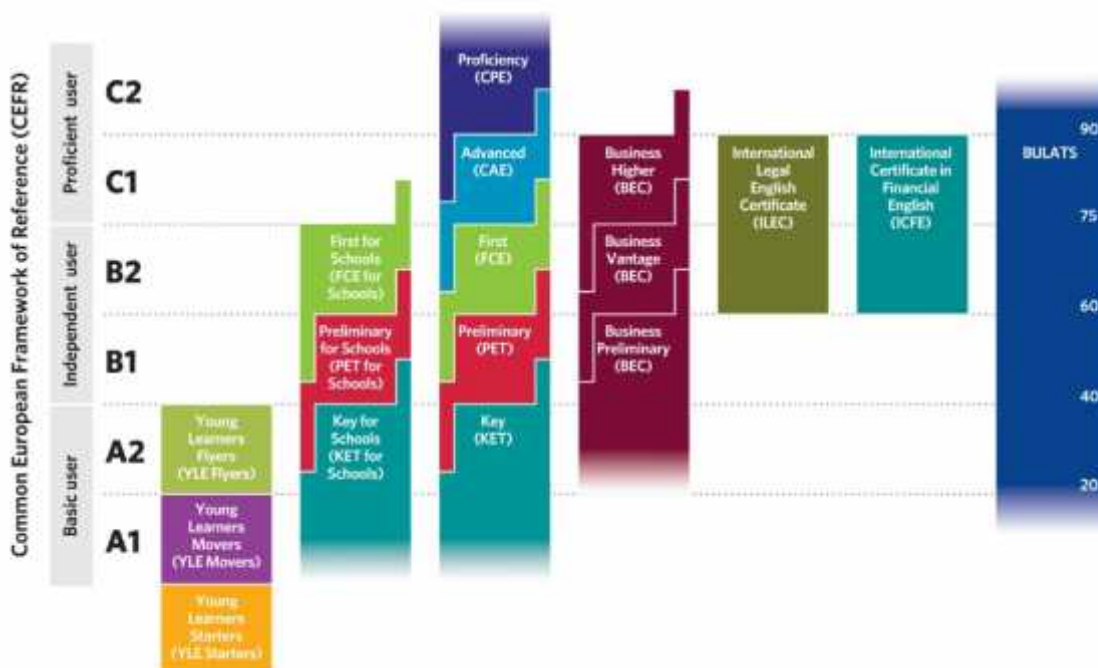 Common European Framework of Reference (CEFR)
Proficient user
Independent user
Basic user
C2
C1
B2
B1
A2
A1
Young
Learners
Flyers
(YLE Flyers)
Young
Learners
Movers
(YLE Movers)
Young
Learners
Starters
(YLE Starters)
First for
Schools
(FCE for
Schools)
Preliminary
for Schools
(PET for
Schools)
Key for
Schools
(KET for
Schools)
Proficiency
(CPE)
Advanced
(CAE)
First
(FCE)
Preliminary
(PET)
Key
(KET)
Business
Higher
(BEC)
Business
Vantage
(BEC)
Business
Preliminary
(BEC)
International
Legal
English
Certificate
(ILEC)
International
Certificate in
Financial
English
(ICFE)
BULATS
90
75
60
40
20